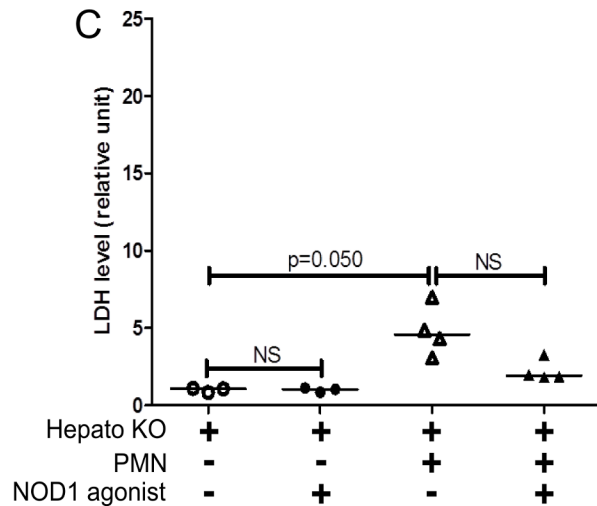 C
LDH level (relative unit)
25
20
15
10
5
0
p=0.050
NS
NS
Hepato KO + + + +
PMN - - + +
NOD1 agonist - + - +